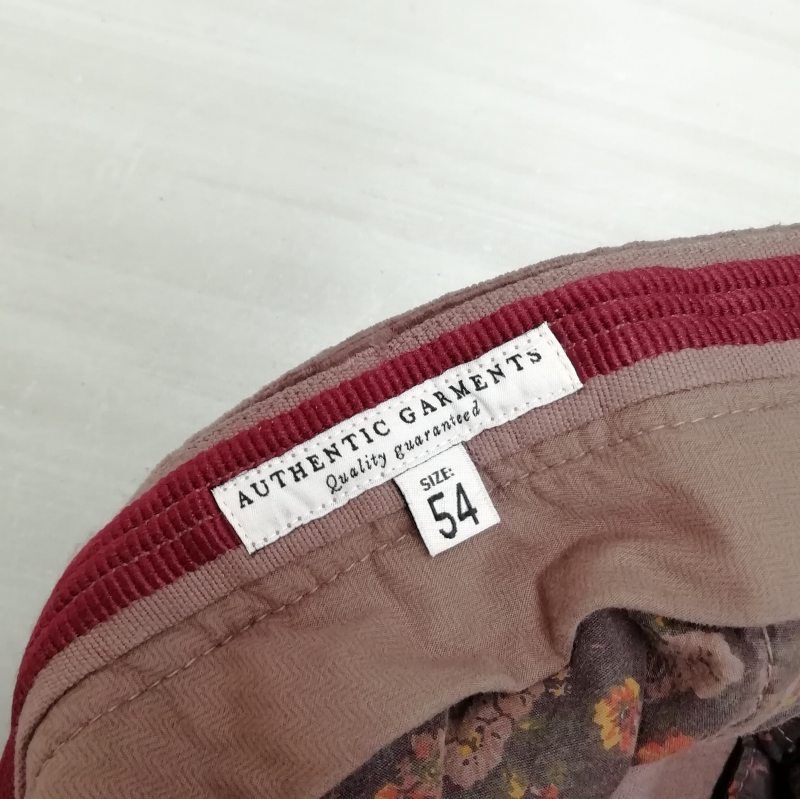 AUTHENTIC GARMENTS
Quality guaranteed
SIZE:
54